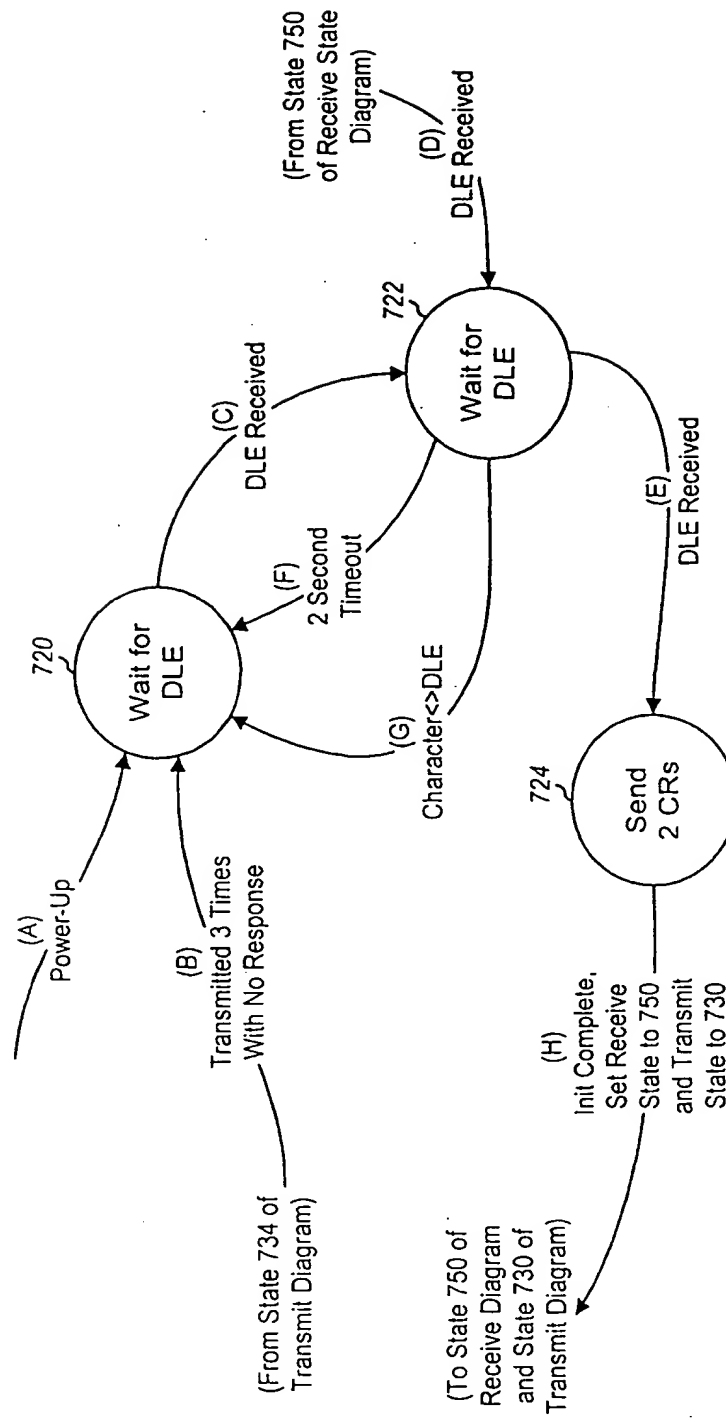 (A)
Power-Up
(B)
Transmitted 3 Times
With No Response
(From State 734 of
Transmit Diagram)
720
Wait for
DLE
(C)
DLE Received
(F)
2 Second
Timeout
(G)
Character<>DLE
722
Wait for
DLE
(From State 750
of Receive State
Diagram)
(D)
DLE Received
(E)
DLE Received
724
Send
2 CRs
(H)
Init Complete,
Set Receive
State to 750
and Transmit
State to 730
(To State 750 of
Receive Diagram
and State 730 of
Transmit Diagram)